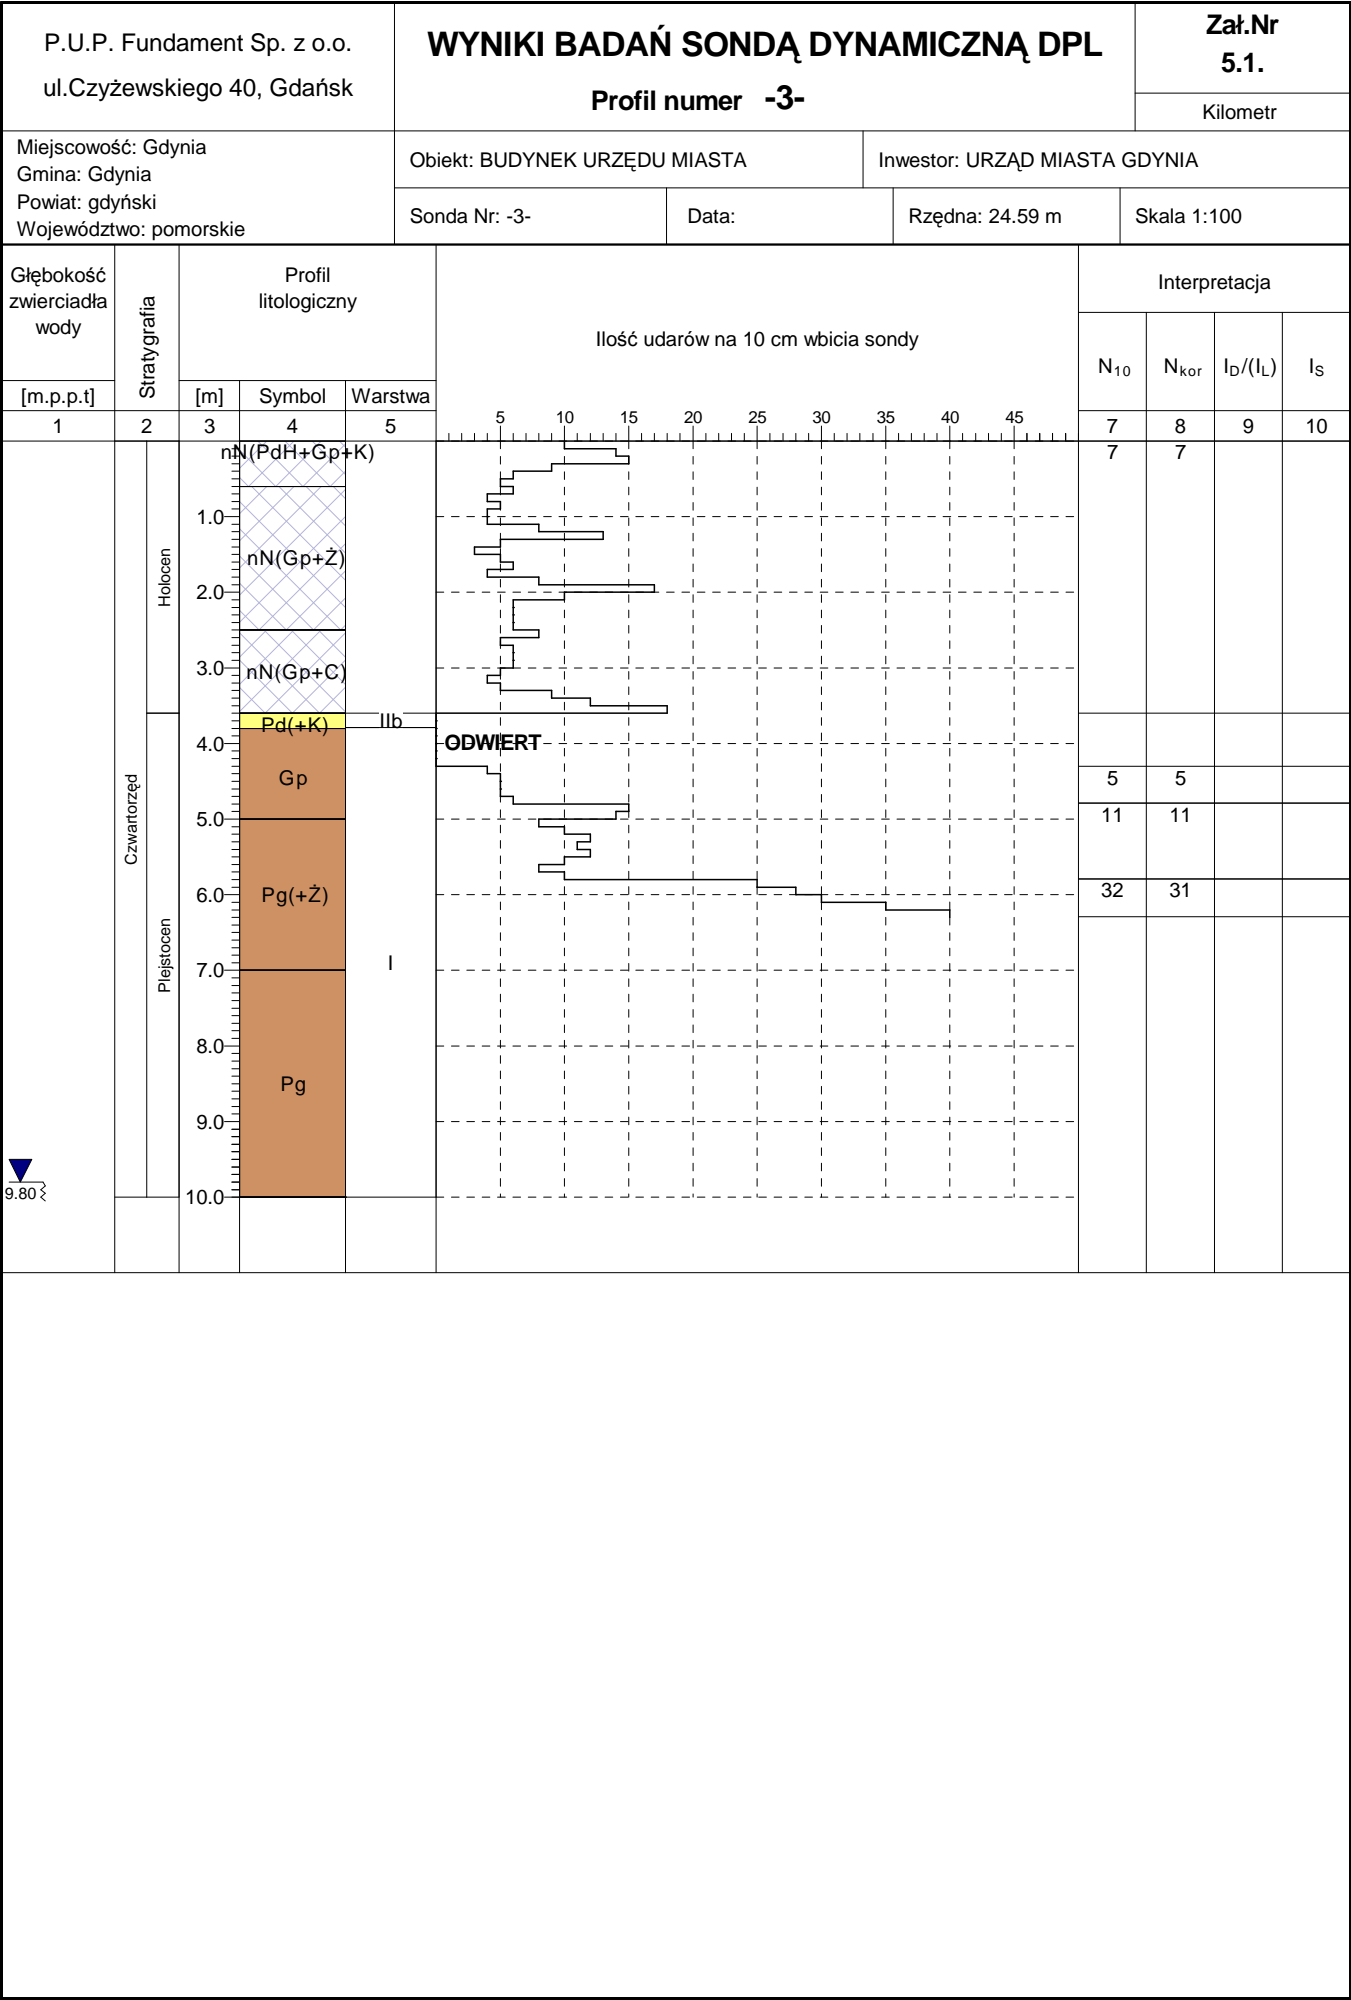 P.U.P. Fundament Sp. z o.o.
ul.Czyżewskiego 40, Gdańsk
WYNIKI BADAŃ SONDĄ DYNAMICZNĄ DPL
Profil numer -3-
Zał.Nr
5.1.
Kilometr
Miejscowość: Gdynia
Gmina: Gdynia
Powiat: gdyński
Województwo: pomorskie
Obiekt: BUDYNEK URZĘDU MIASTA
Inwestor: URZĄD MIASTA GDYNIA
Sonda Nr: -3-
Data:
Rzędna: 24.59 m
Skala 1:100
Głębokość
zwierciadła
wody
[m.p.p.t]
Stratygrafia
Profil
litologiczny
[m]
Symbol
Warstwa
Ilość udarów na 10 cm wbicia sondy
Interpretacja
N10
Nkor
ID/(IL)
IS
5 10 15 20 25 30 35 40 45
1 2 3 4 5 7 8 9 10
nN(PdH+Gp+K)
7 7
1.0
nN(Gp+Ż)
Holocen
2.0
3.0
nN(Gp+C)
Pd(+K)
IIb
4.0
ODWIERT
Gp
5 5
Czwartorzęd
5.0
11 11
6.0
Pg(+Ż)
32 31
Plejstocen
7.0
I
8.0
Pg
9.0
9.80
10.0